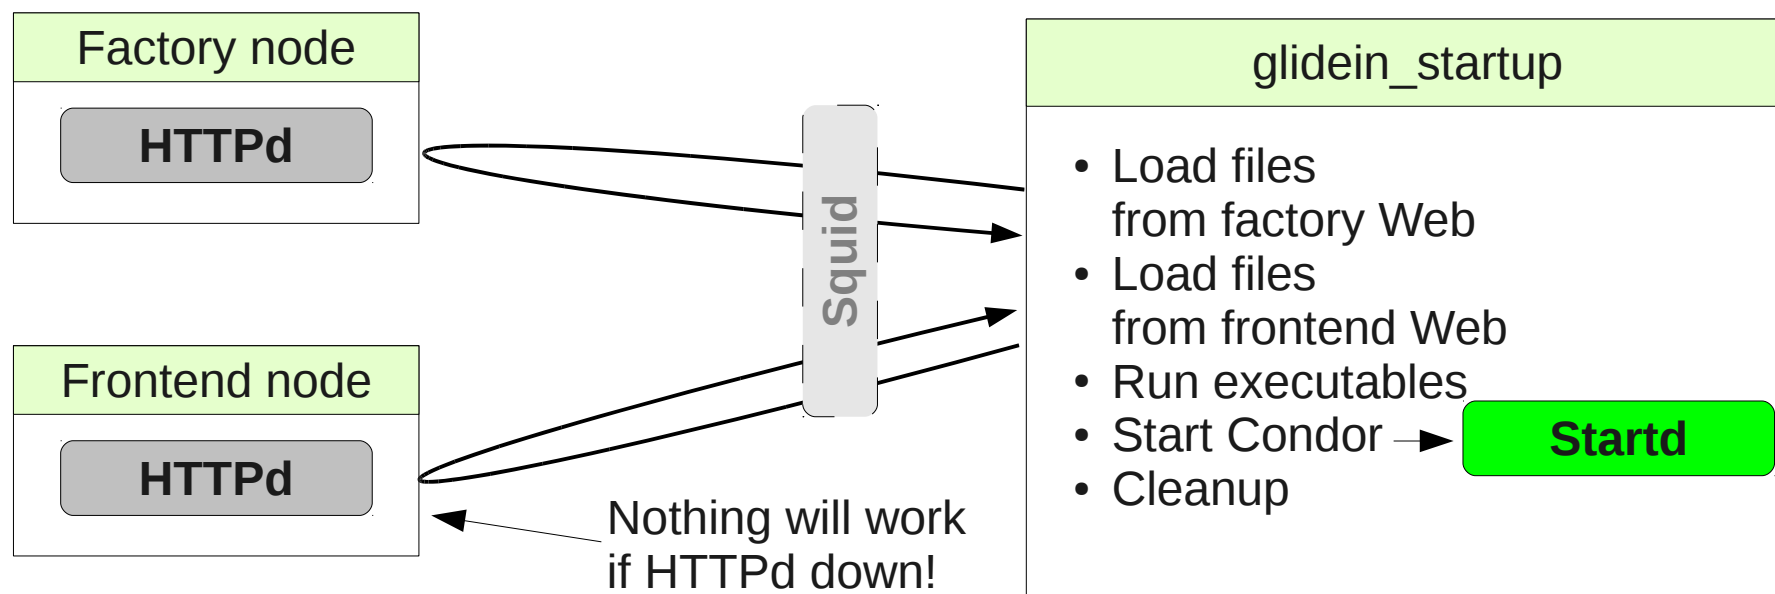 Factory node
HTTPd
Squid
Frontend node
HTTPd
Nothing will work
if HTTPd down!
glidein_startup
• Load files
from factory Web
• Load files
from frontend Web
• Run executables
• Start Condor
Startd
• Cleanup